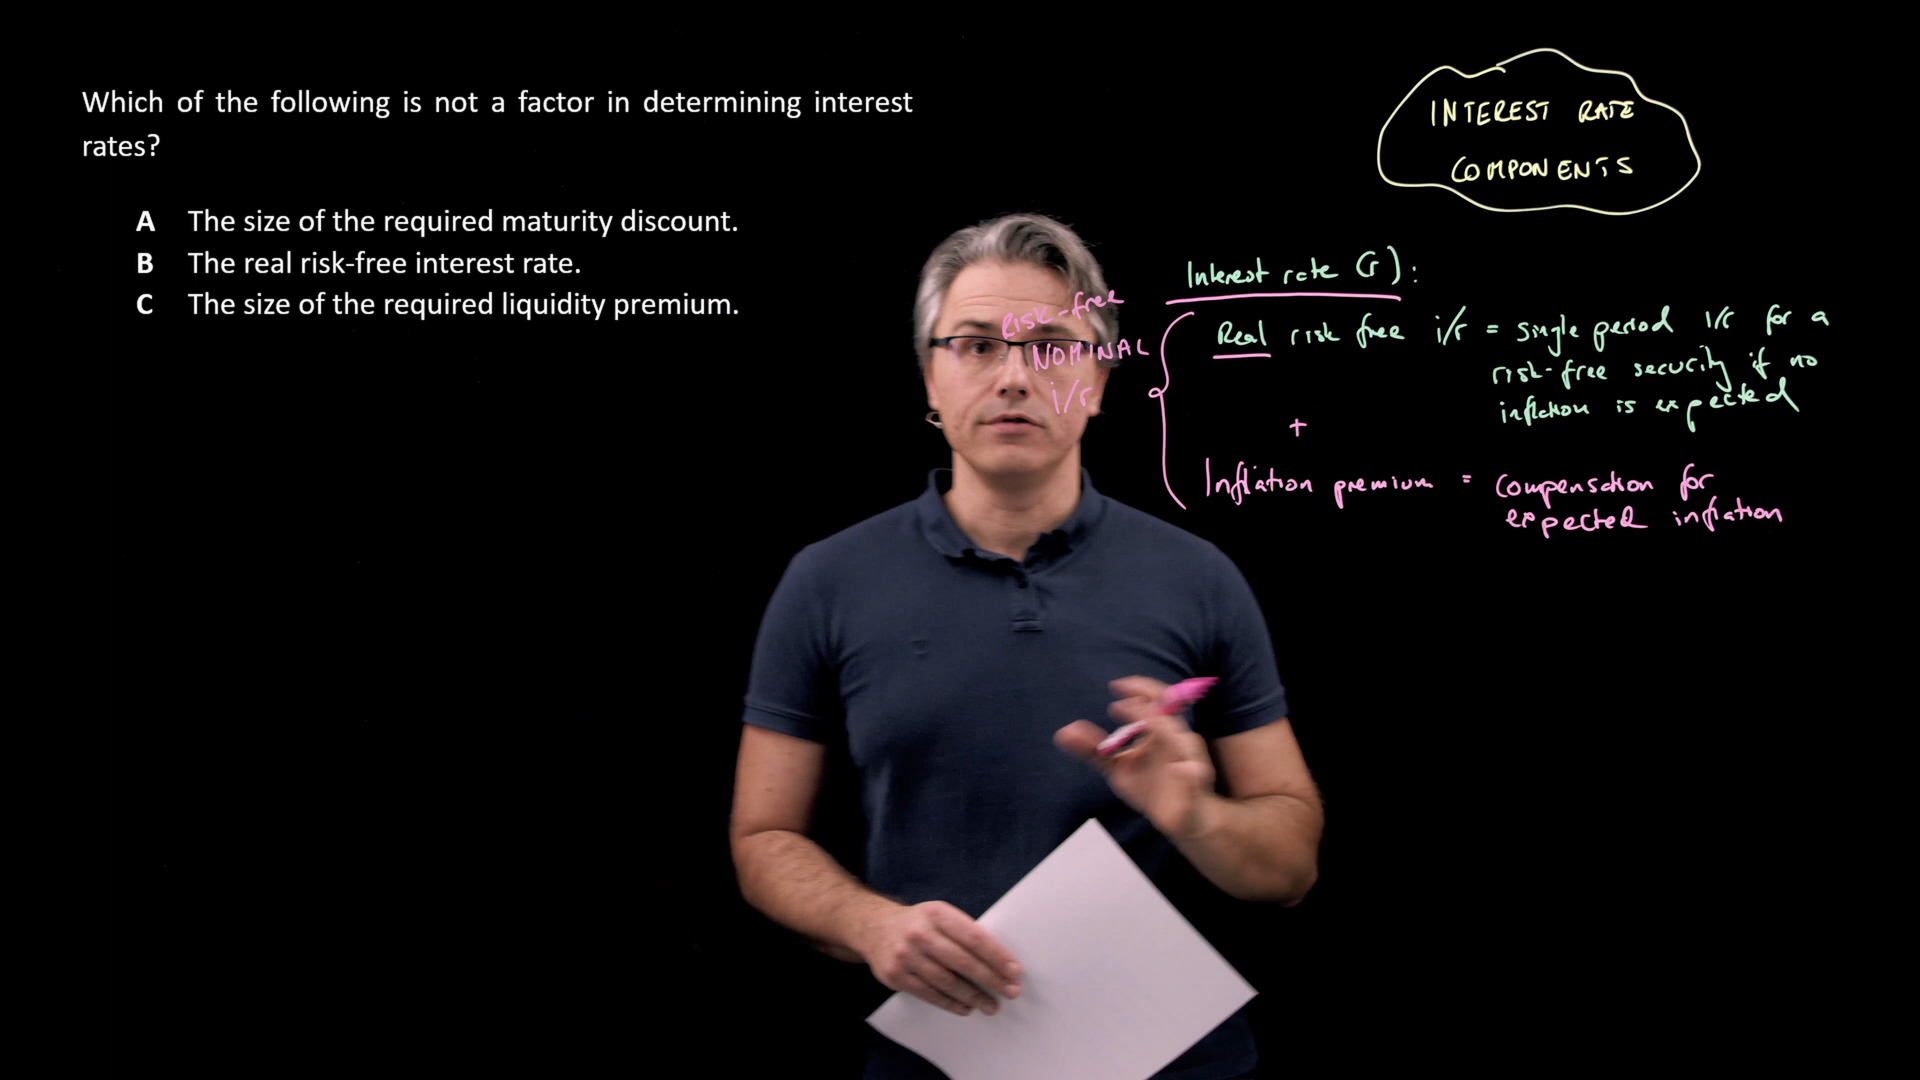 Which of the following is not a factor in determining interest
rates?
A The size of the required maturity discount.
B The real risk-free interest rate.
C The size of the required liquidity premium.
INTEREST RATE
COMPONENTS
Interest rate (r):
Real risk free i/r = single period i/r for a
risk-free security if no
inflation is expected
+
Inflation premium = compensation for
expected inflation
Risk-free
NOMINAL
i/r